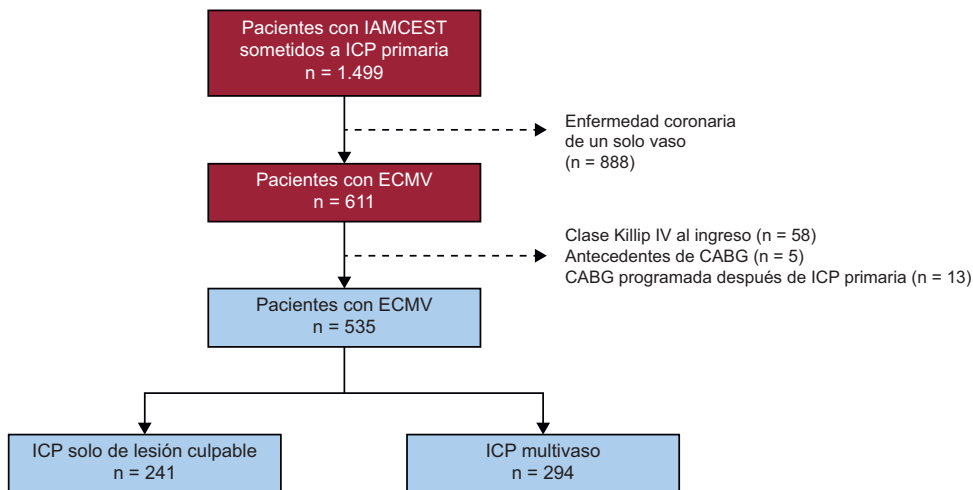 Pacientes con IAMCEST
sometidos a ICP primaria
n = 1.499
Enfermedad coronaria
de un solo vaso
(n = 888)
Pacientes con ECMV
n = 611
Clase Killip IV al ingreso (n = 58)
Antecedentes de CABG (n = 5)
CABG programada después de ICP primaria (n = 13)
Pacientes con ECMV
n = 535
ICP solo de lesión culpable
n = 241
ICP multivaso
n = 294